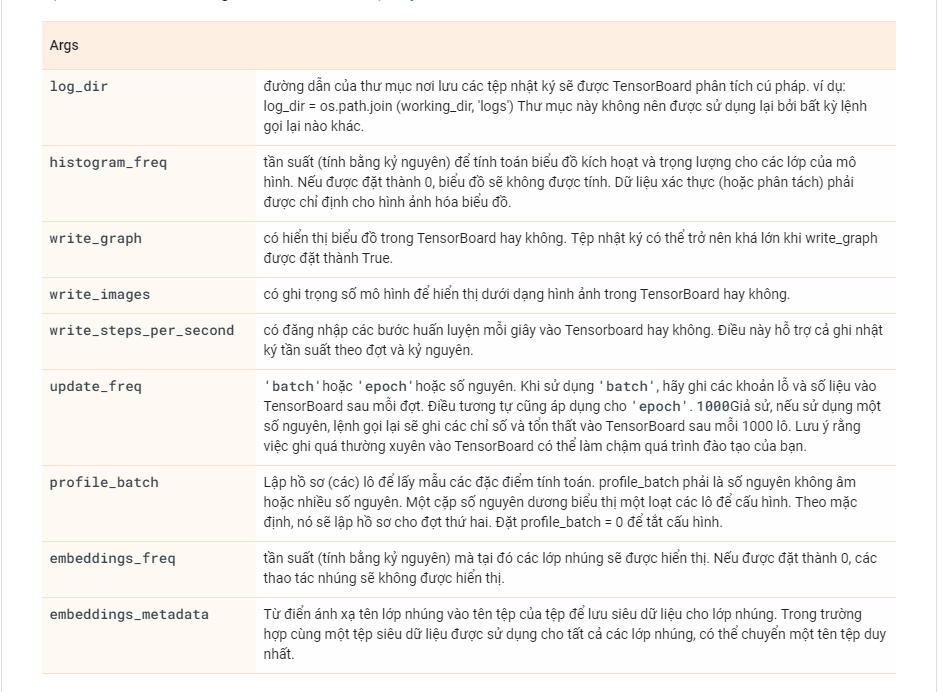 Args
log_dir
đường dẫn của thư mục nơi lưu các tệp nhật ký sẽ được TensorBoard phân tích cú pháp. ví dụ:
log_dir = os.path.join (working_dir, 'logs') Thư mục này không nên được sử dụng lại bởi bất kỳ lệnh
gọi lại nào khác.
histogram_freq
tần suất (tính bằng kỷ nguyên) để tính toán biểu đồ kích hoạt và trọng lượng cho các lớp của mô
hình. Nếu được đặt thành 0, biểu đồ sẽ không được tính. Dữ liệu xác thực (hoặc phân tách) phải
được chỉ định cho hình ảnh hóa biểu đồ.
write_graph
có hiển thị biểu đồ trong TensorBoard hay không. Tệp nhật ký có thể trở nên khá lớn khi write_graph
được đặt thành True.
write_images
có ghi trọng số mô hình để hiển thị dưới dạng hình ảnh trong TensorBoard hay không.
write_steps_per_second
có đăng nhập các bước huấn luyện mỗi giây vào Tensorboard hay không. Điều này hỗ trợ cả ghi nhật
ký tần suất theo đợt và kỷ nguyên.
update_freq
'batch'hoặc 'epoch'hoặc số nguyên. Khi sử dụng 'batch', hãy ghi các khoản lỗ và số liệu vào
TensorBoard sau mỗi đợt. Điều tương tự cũng áp dụng cho 'epoch'. 1000Giả sử, nếu sử dụng một
số nguyên, lệnh gọi lại sẽ ghi các chỉ số và tổn thất vào TensorBoard sau mỗi 1000 lô. Lưu ý rằng
việc ghi quá thường xuyên vào TensorBoard có thể làm chậm quá trình đào tạo của bạn.
profile_batch
Lập hồ sơ (các) lô để lấy mẫu các đặc điểm tính toán. profile_batch phải là số nguyên không âm
hoặc nhiều số nguyên. Một cặp số nguyên dương biểu thị một loạt các lô để cấu hình. Theo mặc
định, nó sẽ lập hồ sơ cho đợt thứ hai. Đặt profile_batch = 0 để tắt cấu hình.
embeddings_freq
tần suất (tính bằng kỷ nguyên) mà tại đó các lớp nhúng sẽ được hiển thị. Nếu được đặt thành 0, các
thao tác nhúng sẽ không được hiển thị.
embeddings_metadata
Từ điển ánh xạ tên lớp nhúng vào tên tệp của tệp để lưu siêu dữ liệu cho lớp nhúng. Trong trường
hợp cùng một tệp siêu dữ liệu được sử dụng cho tất cả các lớp nhúng, có thể chuyển một tên tệp duy
nhất.